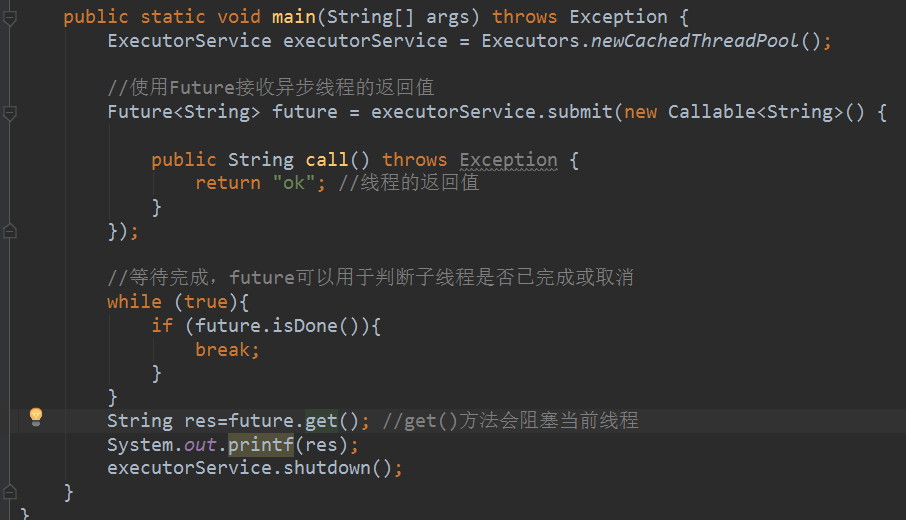 public static void main(String[] args) throws Exception {
ExecutorService executorService = Executors.newCachedThreadPool();
//使用Future接收异步线程的返回值
Future<String> future = executorService.submit(new Callable<String>() {
public String call() throws Exception {
return "ok"; //线程的返回值
}
});
//等待完成，future可以用于判断子线程是否已完成或取消
while (true){
if (future.isDone()){
break;
}
}
String res=future.get(); //get()方法会阻塞当前线程
System.out.printf(res);
executorService.shutdown();
}
}